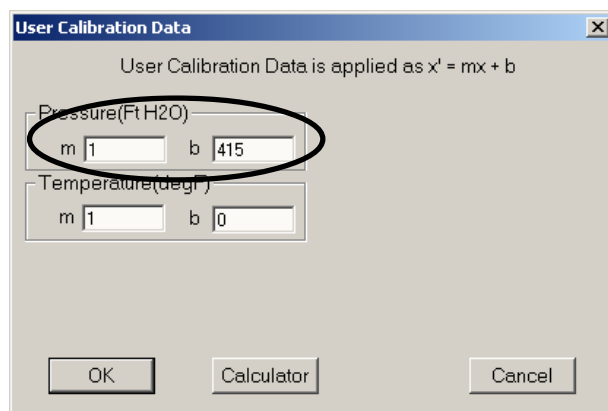 User Calibration Data
User Calibration Data is applied as x' = mx + b
Pressure(Ft H2O)
m 1 b 415
Temperature(degF)
m 1 b 0
OK Calculator Cancel